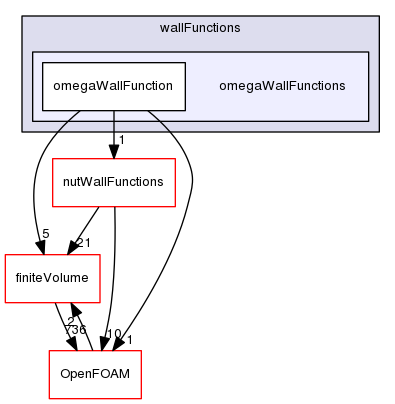 wallFunctions
omegaWallFunction
omegaWallFunctions
1
nutWallFunctions
5
21
finiteVolume
2
736
10
1
OpenFOAM